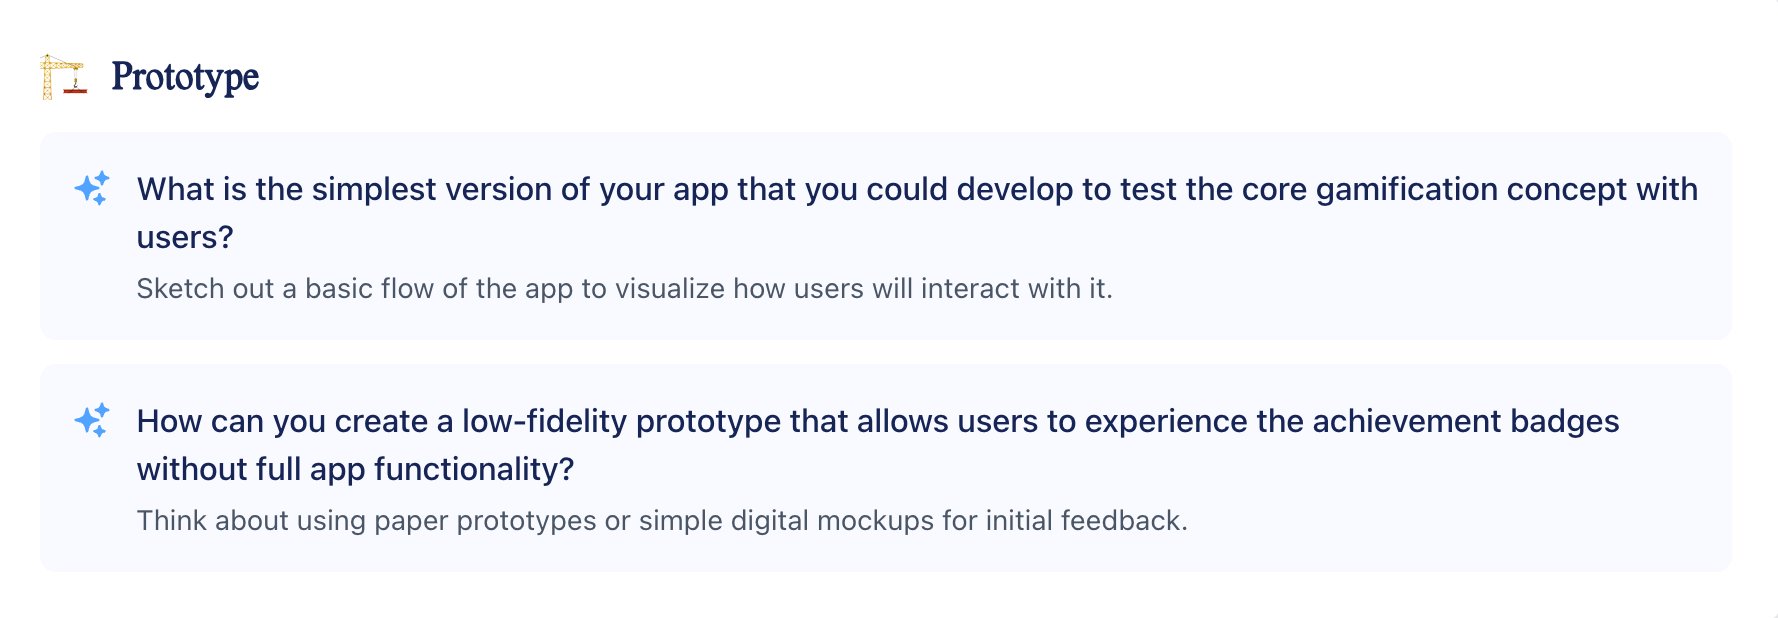 Prototype
What is the simplest version of your app that you could develop to test the core gamification concept with
users?
Sketch out a basic flow of the app to visualize how users will interact with it.
How can you create a low-fidelity prototype that allows users to experience the achievement badges
without full app functionality?
Think about using paper prototypes or simple digital mockups for initial feedback.